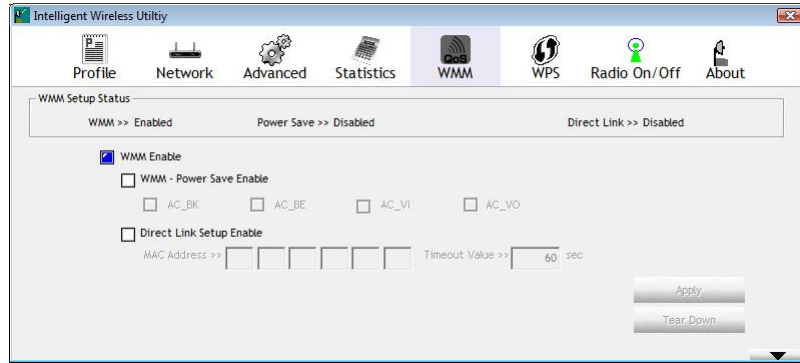 Intelligent Wireless Utiltiy
Profile Network Advanced Statistics WMM WPS Radio On/Off About
QoS
WMM Setup Status
WMM >> Enabled Power Save >> Disabled Direct Link >> Disabled
WMM Enable
WMM - Power Save Enable
AC_BK AC_BE AC_VI AC_VO
Direct Link Setup Enable
MAC Address >> Timeout Value >> 60 sec
Apply
Tear Down